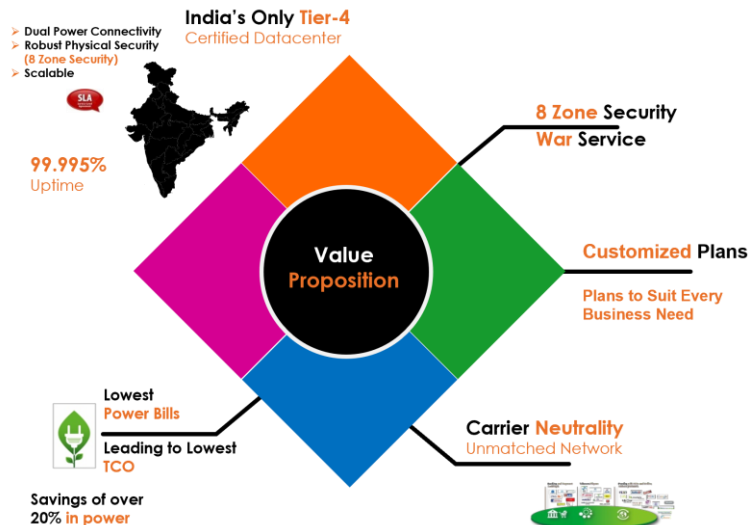 India's Only Tier-4
Certified Datacenter
Dual Power Connectivity
Robust Physical Security
(8 Zone Security)
Scalable
SLA
99.995%
Uptime
8 Zone Security
War Service
Value
Proposition
Customized Plans
Plans to Suit Every
Business Need
Lowest
Power Bills
Leading to Lowest
TCO
Carrier Neutrality
Unmatched Network
Savings of over
20% in power